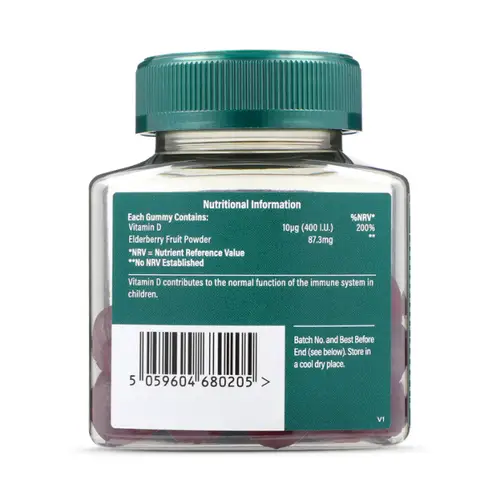 Nutritional Information
Each Gummy Contains: %NRV*
Vitamin D 10µg (400 I.U.) 200%
Elderberry Fruit Powder 87.3mg **
*NRV = Nutrient Reference Value
**No NRV Established
Vitamin D contributes to the normal function of the immune system in
children.
Batch No. and Best Before
End (see below). Store in
a cool dry place.
5 059604 680205 >
V1